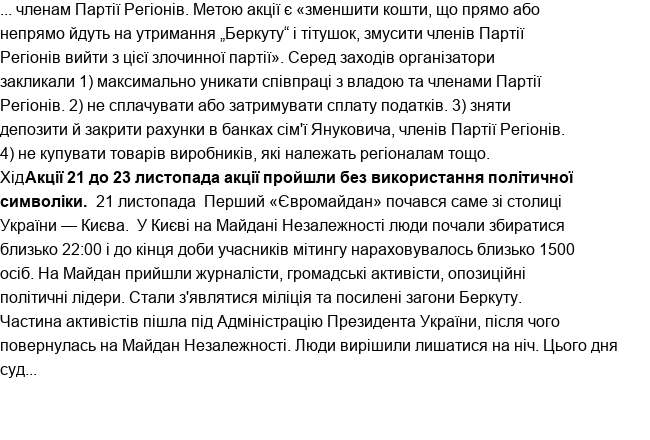 ... членам Партії Регіонів. Метою акції є «зменшити кошти, що прямо або
непрямо йдуть на утримання „Беркуту“ і тітушок, змусити членів Партії
Регіонів вийти з цієї злочинної партії». Серед заходів організатори
закликали 1) максимально уникати співпраці з владою та членами Партії
Регіонів. 2) не сплачувати або затримувати сплату податків. 3) зняти
депозити й закрити рахунки в банках сім'ї Януковича, членів Партії Регіонів.
4) не купувати товарів виробників, які належать регіоналам тощо.
ХідАкції 21 до 23 листопада акції пройшли без використання політичної
символіки.  21 листопада  Перший «Євромайдан» почався саме зі столиці
України — Києва.  У Києві на Майдані Незалежності люди почали збиратися
близько 22:00 і до кінця доби учасників мітингу нараховувалось близько 1500
осіб. На Майдан прийшли журналісти, громадські активісти, опозиційні
політичні лідери. Стали з'являтися міліція та посилені загони Беркуту.
Частина активістів пішла під Адміністрацію Президента України, після чого
повернулась на Майдан Незалежності. Люди вирішили лишатися на ніч. Цього дня
суд...